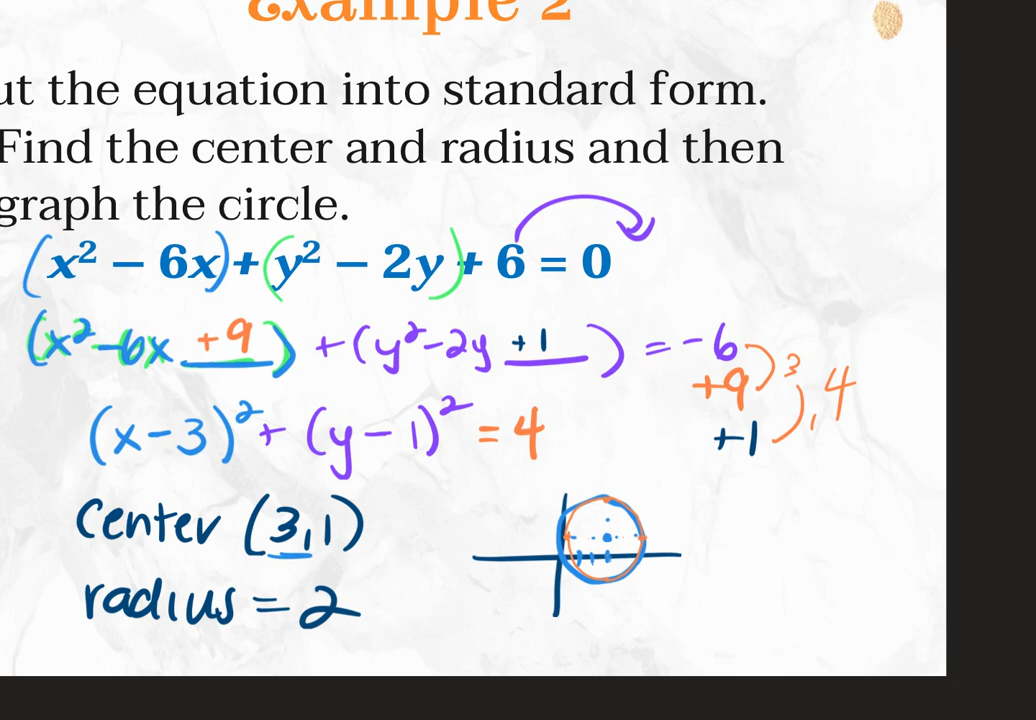 Example 2
ut the equation into standard form.
Find the center and radius and then
graph the circle.
(x² − 6x) + (y² − 2y) + 6 = 0
(x² -6x +9) + (y² -2y +1) = -6
+9 3
+1 , 4
(x-3)² + (y-1)² = 4
center (3,1)
radius = 2